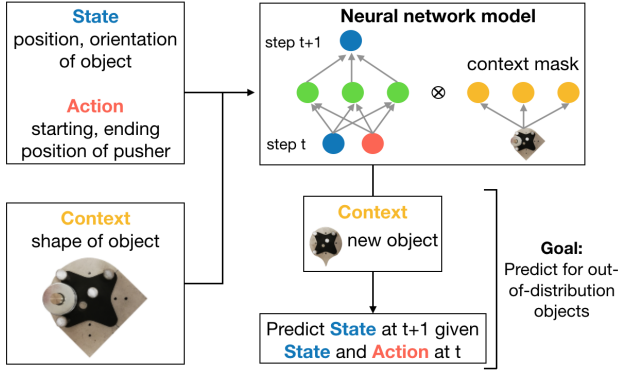 State
position, orientation
of object
Action
starting, ending
position of pusher
Context
shape of object
Neural network model
step t+1
context mask
⊗
step t
Context
new object
Predict State at t+1 given
State and Action at t
Goal:
Predict for out-
of-distribution
objects